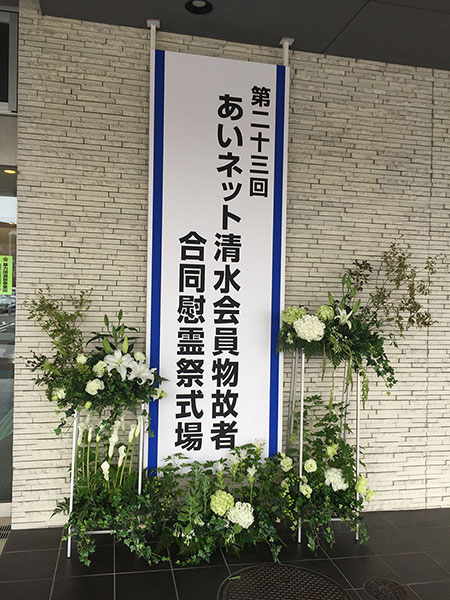 第二十三回
あいネット清水会員物故者
合同慰霊祭式場